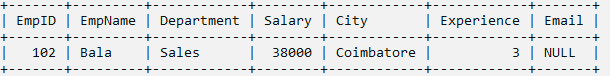 +-------+---------+------------+--------+------------+------------+-------+
| EmpID | EmpName | Department | Salary | City       | Experience | Email |
+-------+---------+------------+--------+------------+------------+-------+
|   102 | Bala    | Sales      |  38000 | Coimbatore |          3 | NULL  |
+-------+---------+------------+--------+------------+------------+-------+